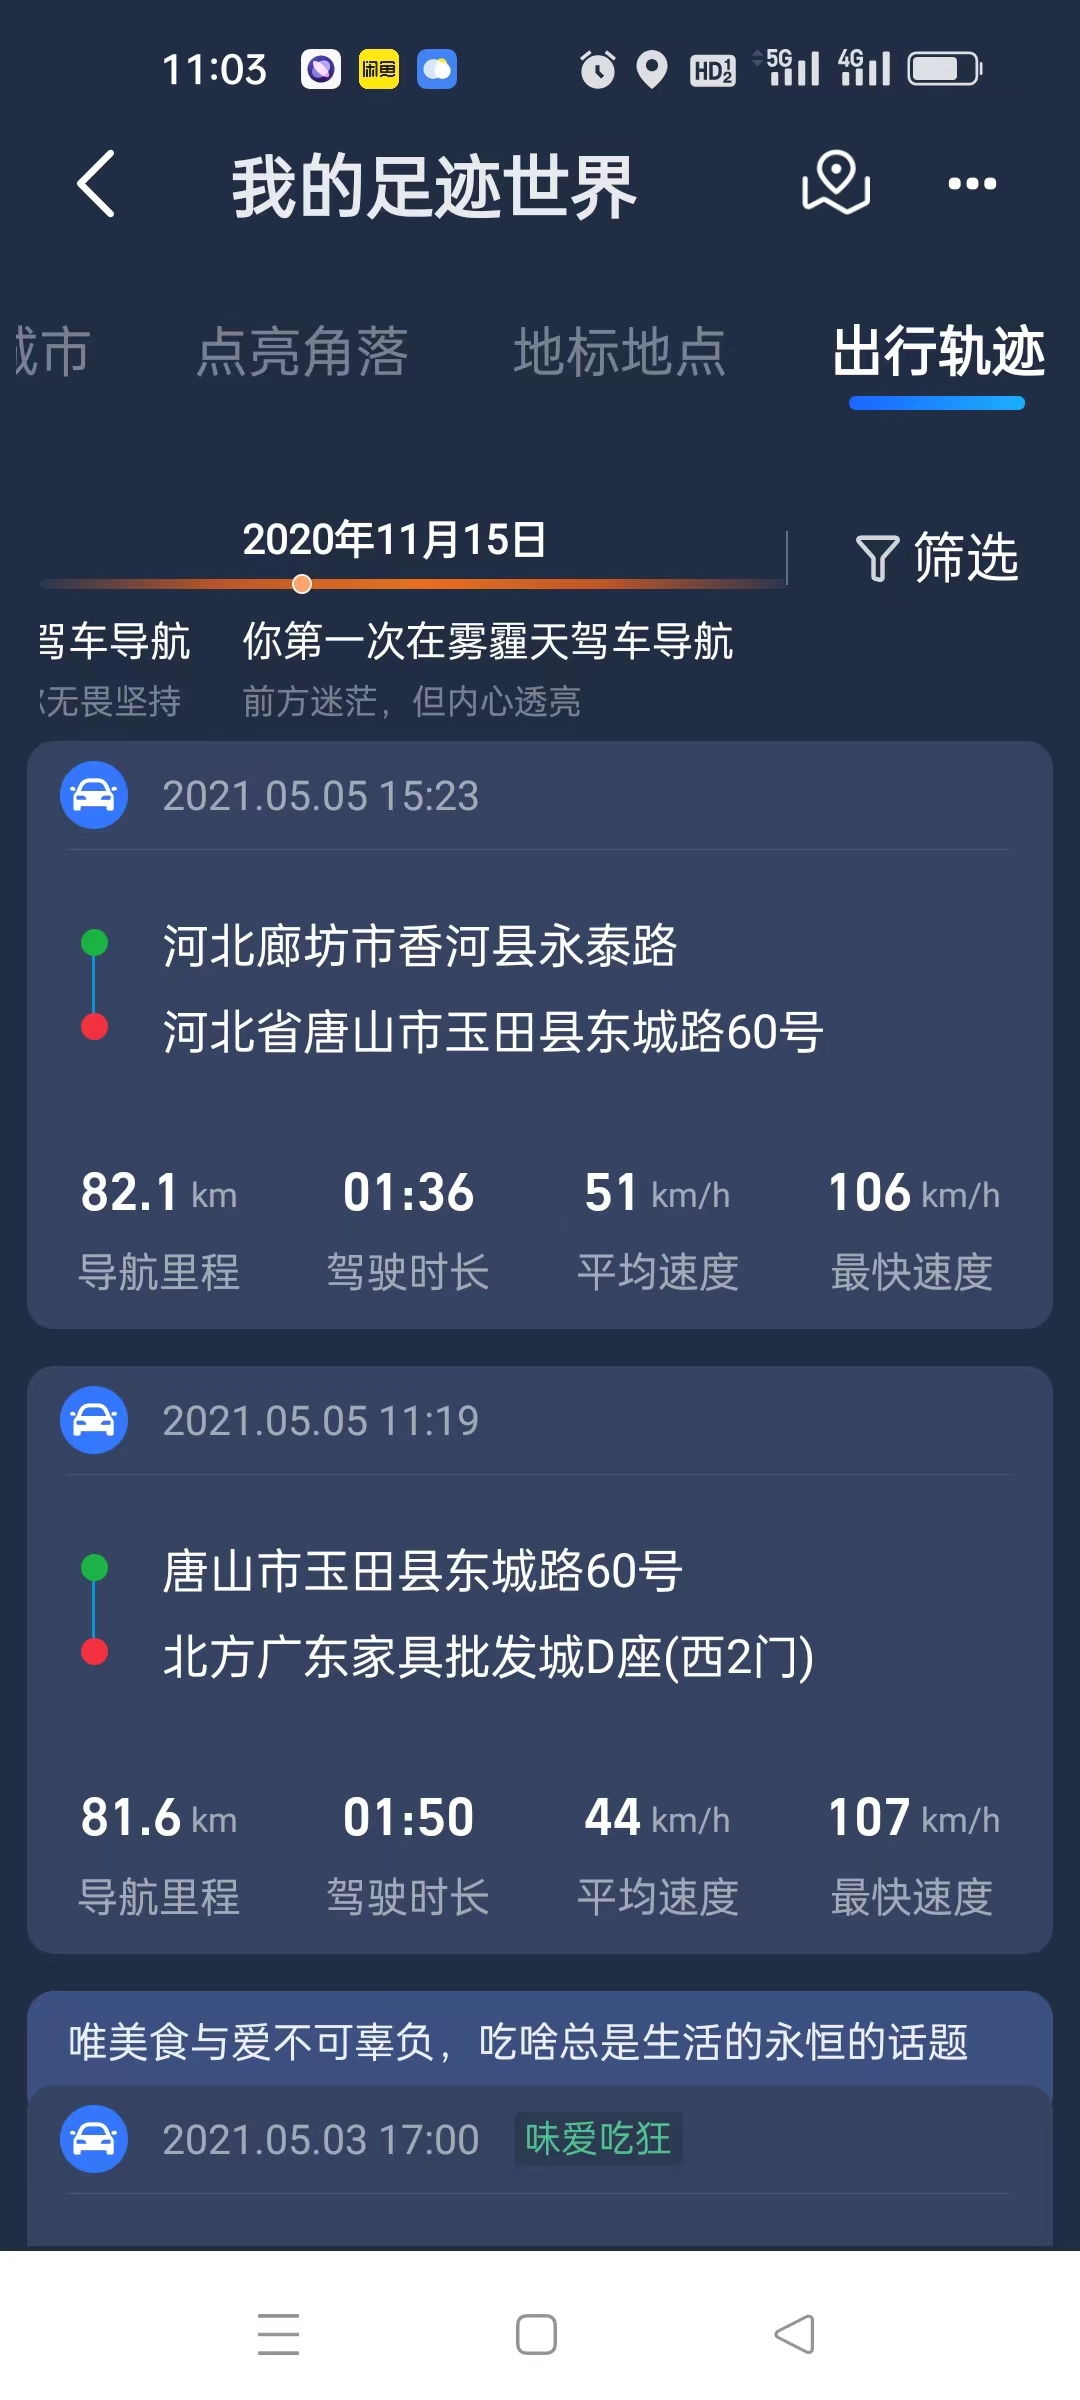 11:03 闲鱼 HD 1 2 5G 4G
我的足迹世界
城市 点亮角落 地标地点 出行轨迹
2020年11月15日
筛选
驾车导航 你第一次在雾霾天驾车导航
无畏坚持 前方迷茫，但内心透亮
2021.05.05 15:23
河北廊坊市香河县永泰路
河北省唐山市玉田县东城路60号
82.1 km 01:36 51 km/h 106 km/h
导航里程 驾驶时长 平均速度 最快速度
2021.05.05 11:19
唐山市玉田县东城路60号
北方广东家具批发城D座(西2门)
81.6 km 01:50 44 km/h 107 km/h
导航里程 驾驶时长 平均速度 最快速度
唯美食与爱不可辜负，吃啥总是生活的永恒的话题
2021.05.03 17:00 味爱吃狂